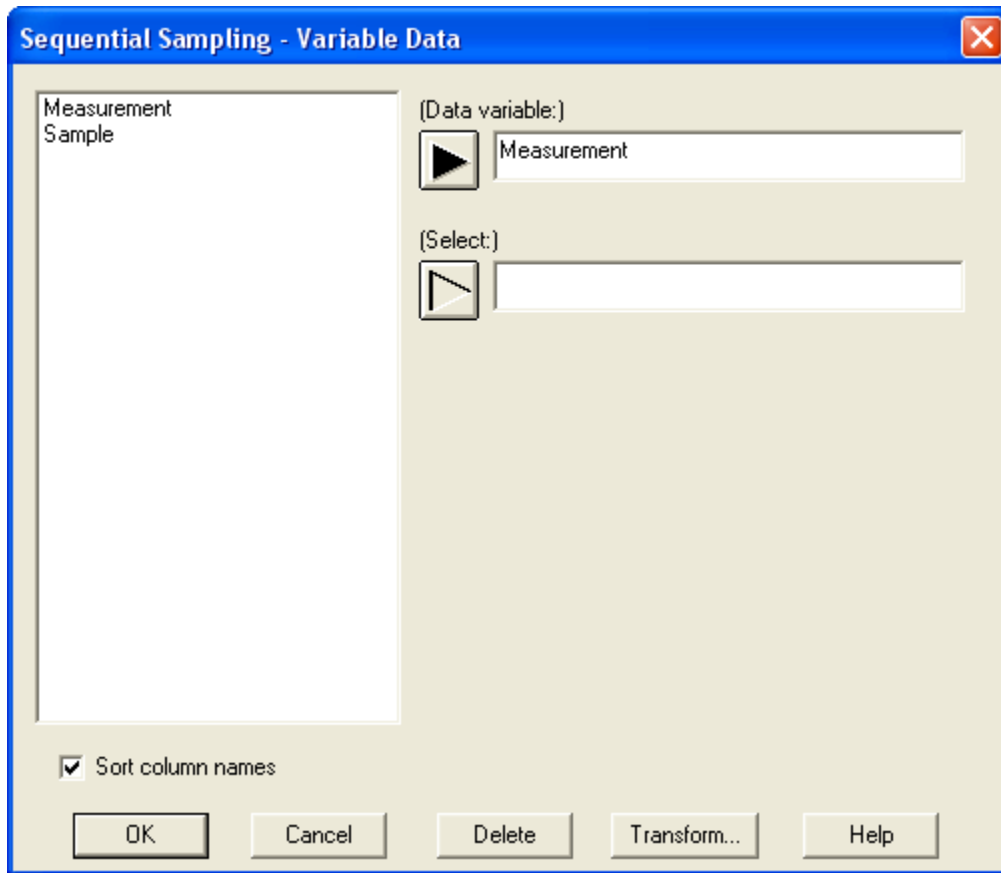 Sequential Sampling - Variable Data
Measurement
Sample
(Data variable:)
Measurement
(Select:)
Sort column names
OK
Cancel
Delete
Transform...
Help